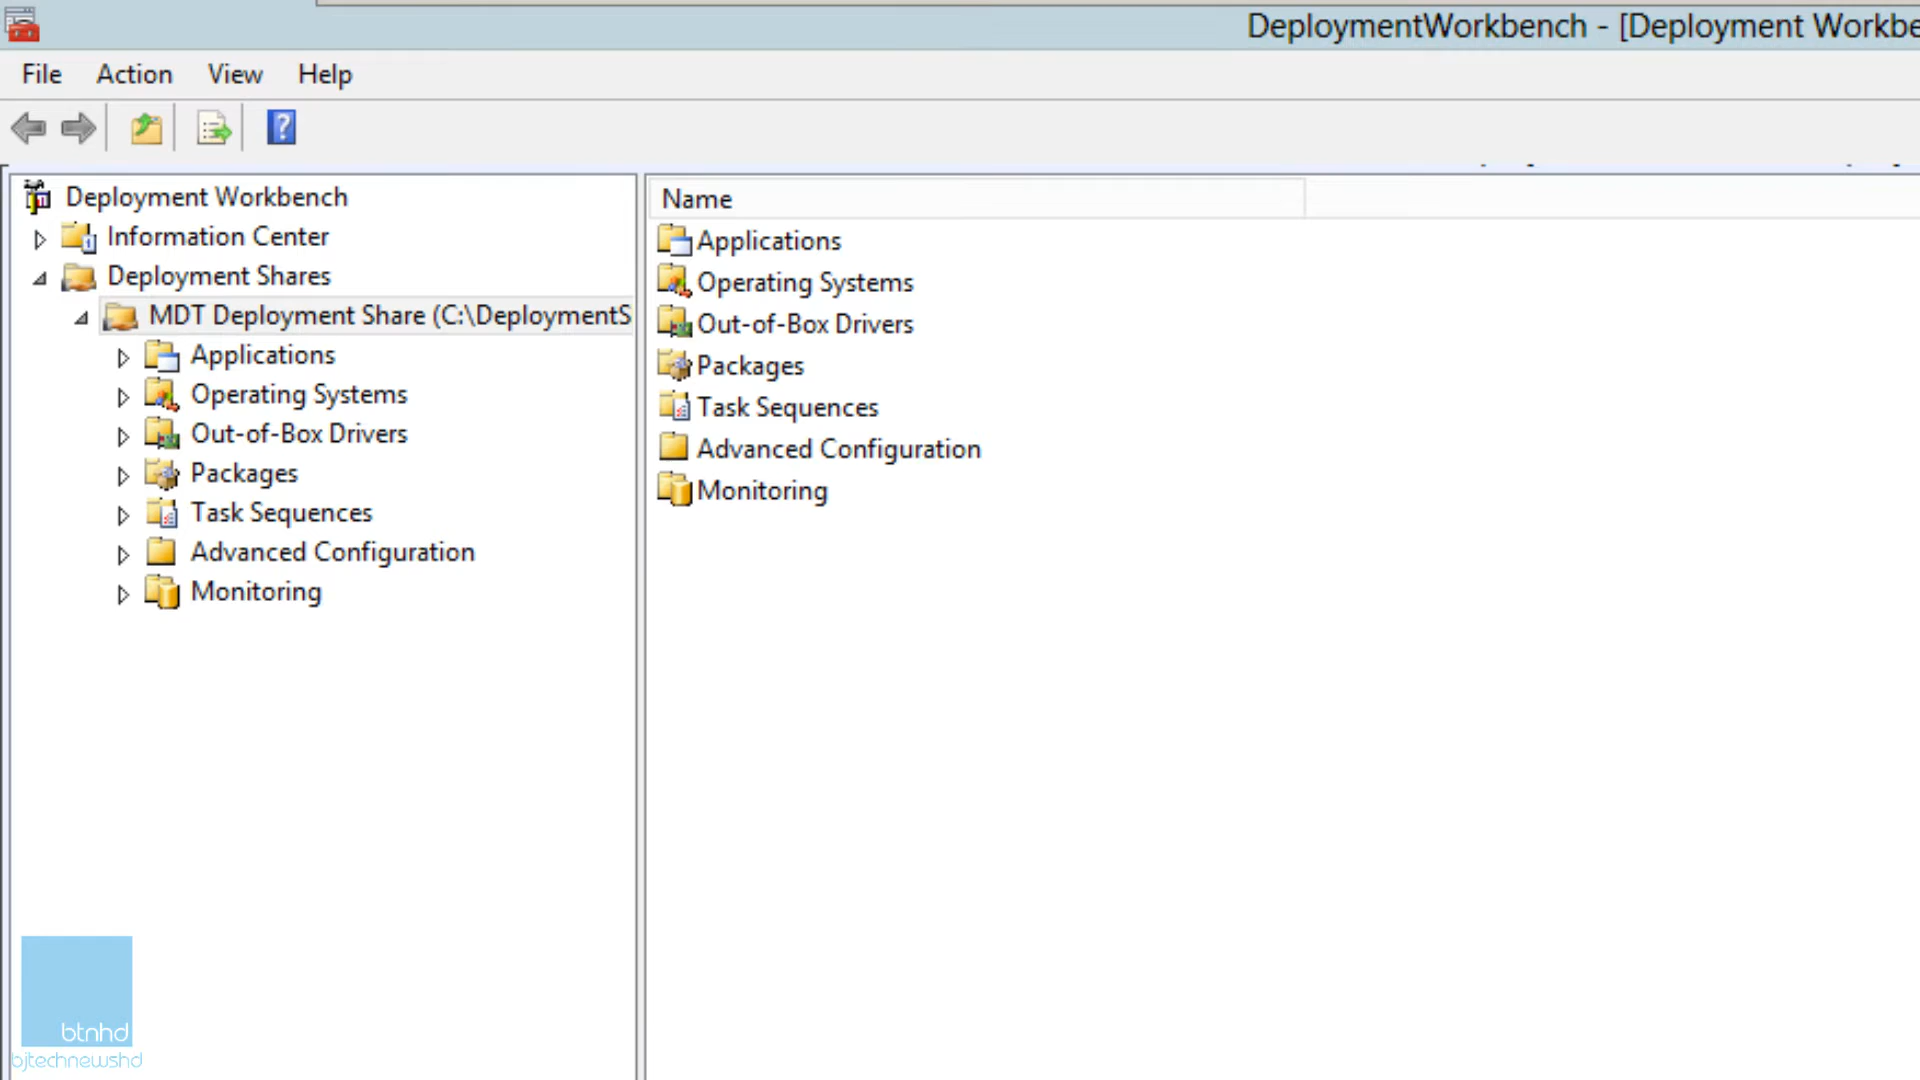 DeploymentWorkbench - [Deployment Workbe
File Action View Help
Deployment Workbench
Information Center
Deployment Shares
MDT Deployment Share (C:\DeploymentS
Applications
Operating Systems
Out-of-Box Drivers
Packages
Task Sequences
Advanced Configuration
Monitoring
Name
Applications
Operating Systems
Out-of-Box Drivers
Packages
Task Sequences
Advanced Configuration
Monitoring
btnhd
bjtechnewshd